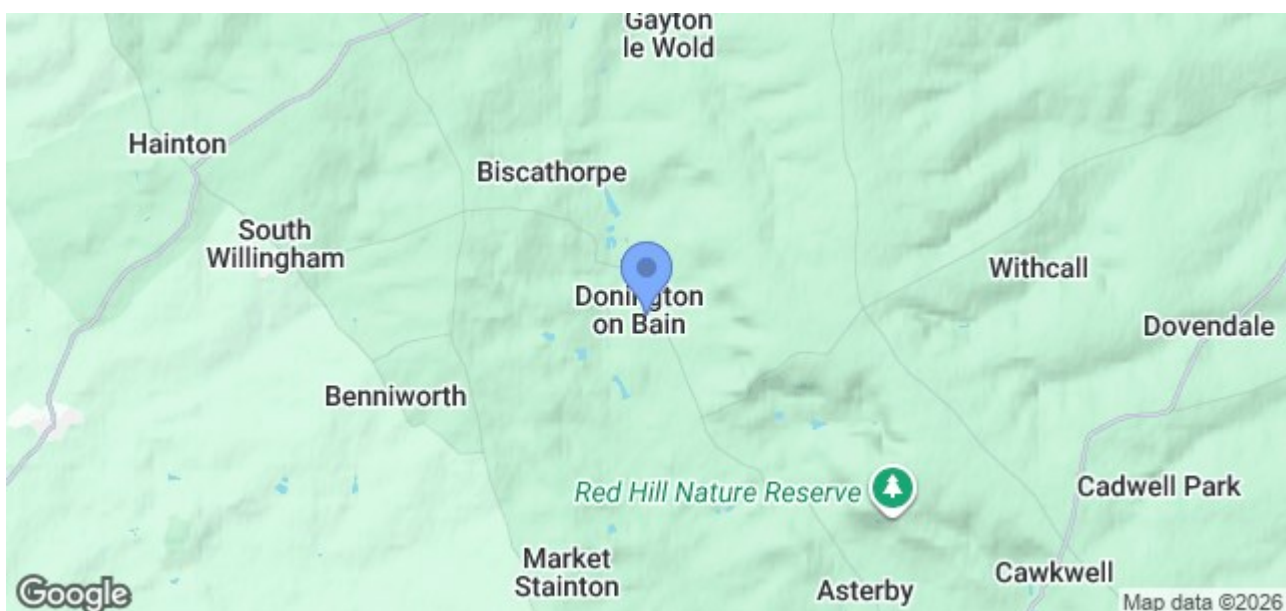 Gayton
le Wold
Hainton
Biscathorpe
South
Willingham
Withcall
Donington
on Bain
Dovendale
Benniworth
Red Hill Nature Reserve
Cadwell Park
Market
Stainton
Cawkwell
Asterby
Google
Map data ©2026